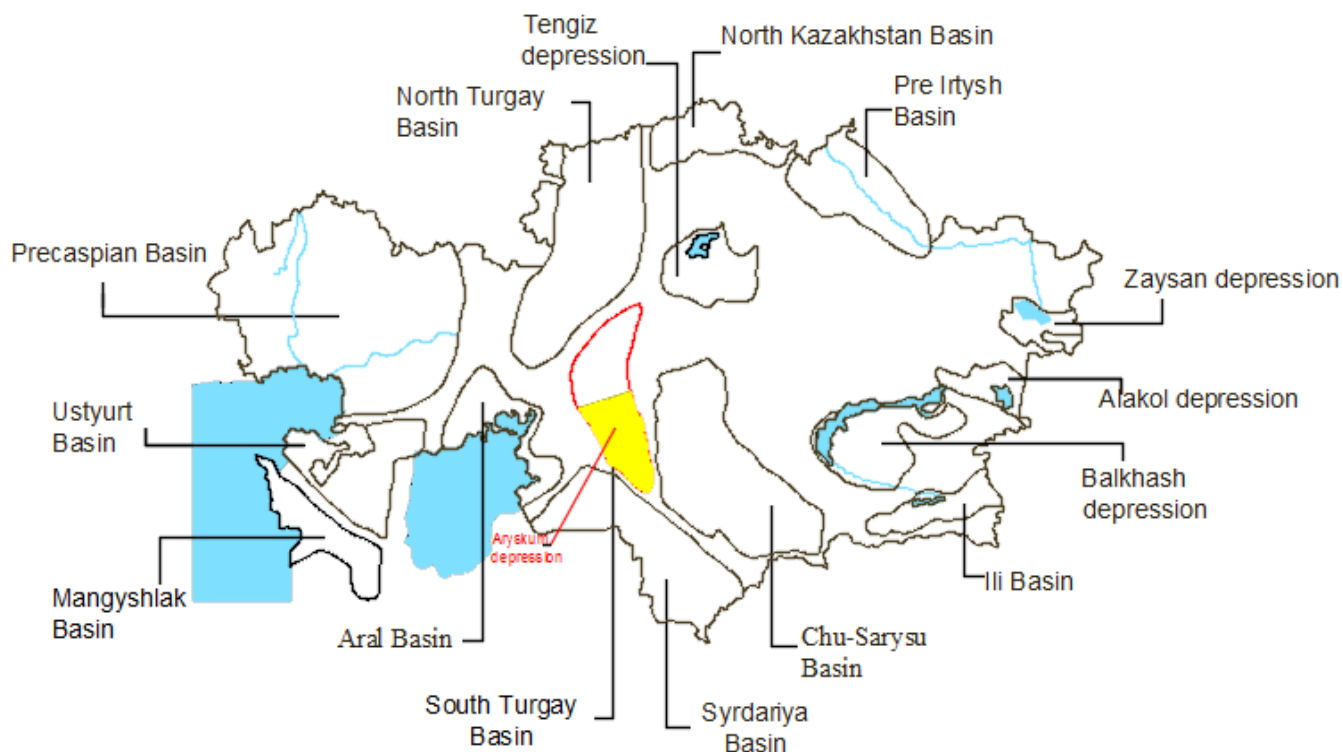 Tengiz
depression
North Kazakhstan Basin
North Turgay
Basin
Pre Irtysh
Basin
Precaspian Basin
Zaysan depression
Ustyurt
Basin
Alakol depression
Balkhash
depression
Aryskum
depression
Mangyshlak
Basin
Ili Basin
Aral Basin
Chu-Sarysu
Basin
South Turgay
Basin
Syrdariya
Basin